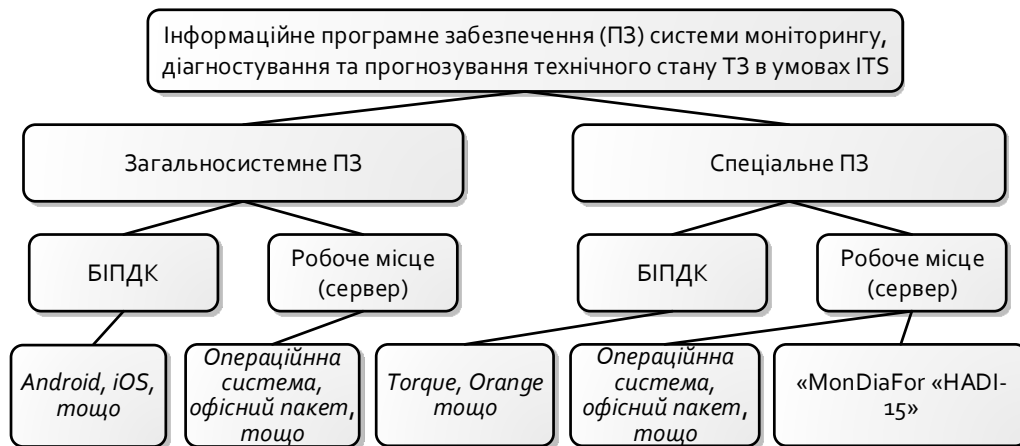 Інформаційне програмне забезпечення (ПЗ) системи моніторингу,
діагностування та прогнозування технічного стану ТЗ в умовах ITS
Загальносистемне ПЗ
Спеціальне ПЗ
БІПДК
Робоче місце
(сервер)
БІПДК
Робоче місце
(сервер)
Android, iOS,
тощо
Операційнна
система,
офісний пакет,
тощо
Torque, Orange
тощо
Операційнна
система,
офісний пакет,
тощо
«MonDiaFor «HADI-
15»